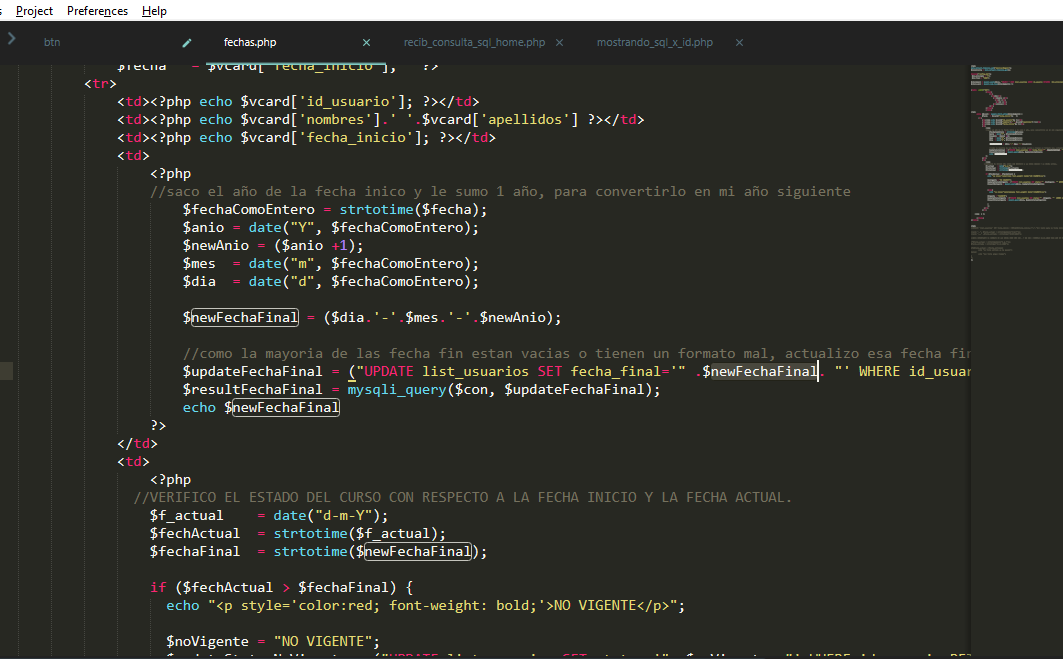 s Project Preferences Help
btn fechas.php recib_consulta_sql_home.php mostrando_sql_x_id.php
$fecha = $vcard['fecha_inicio']; ?>
<tr>
<td><?php echo $vcard['id_usuario']; ?></td>
<td><?php echo $vcard['nombres'].' '.$vcard['apellidos'] ?></td>
<td><?php echo $vcard['fecha_inicio']; ?></td>
<td>
<?php
//saco el año de la fecha inico y le sumo 1 año, para convertirlo en mi año siguiente
$fechaComoEntero = strtotime($fecha);
$anio = date("Y", $fechaComoEntero);
$newAnio = ($anio +1);
$mes = date("m", $fechaComoEntero);
$dia = date("d", $fechaComoEntero);
$newFechaFinal = ($dia.'-'.$mes.'-'.$newAnio);
//como la mayoria de las fecha fin estan vacias o tienen un formato mal, actualizo esa fecha fin
$updateFechaFinal = ("UPDATE list_usuarios SET fecha_final='" .$newFechaFinal. "' WHERE id_usuar
$resultFechaFinal = mysqli_query($con, $updateFechaFinal);
echo $newFechaFinal
?>
</td>
<td>
<?php
//VERIFICO EL ESTADO DEL CURSO CON RESPECTO A LA FECHA INICIO Y LA FECHA ACTUAL.
$f_actual = date("d-m-Y");
$fechActual = strtotime($f_actual);
$fechaFinal = strtotime($newFechaFinal);
if ($fechActual > $fechaFinal) {
echo "<p style='color:red; font-weight: bold;'>NO VIGENTE</p>";
$noVigente = "NO VIGENTE";